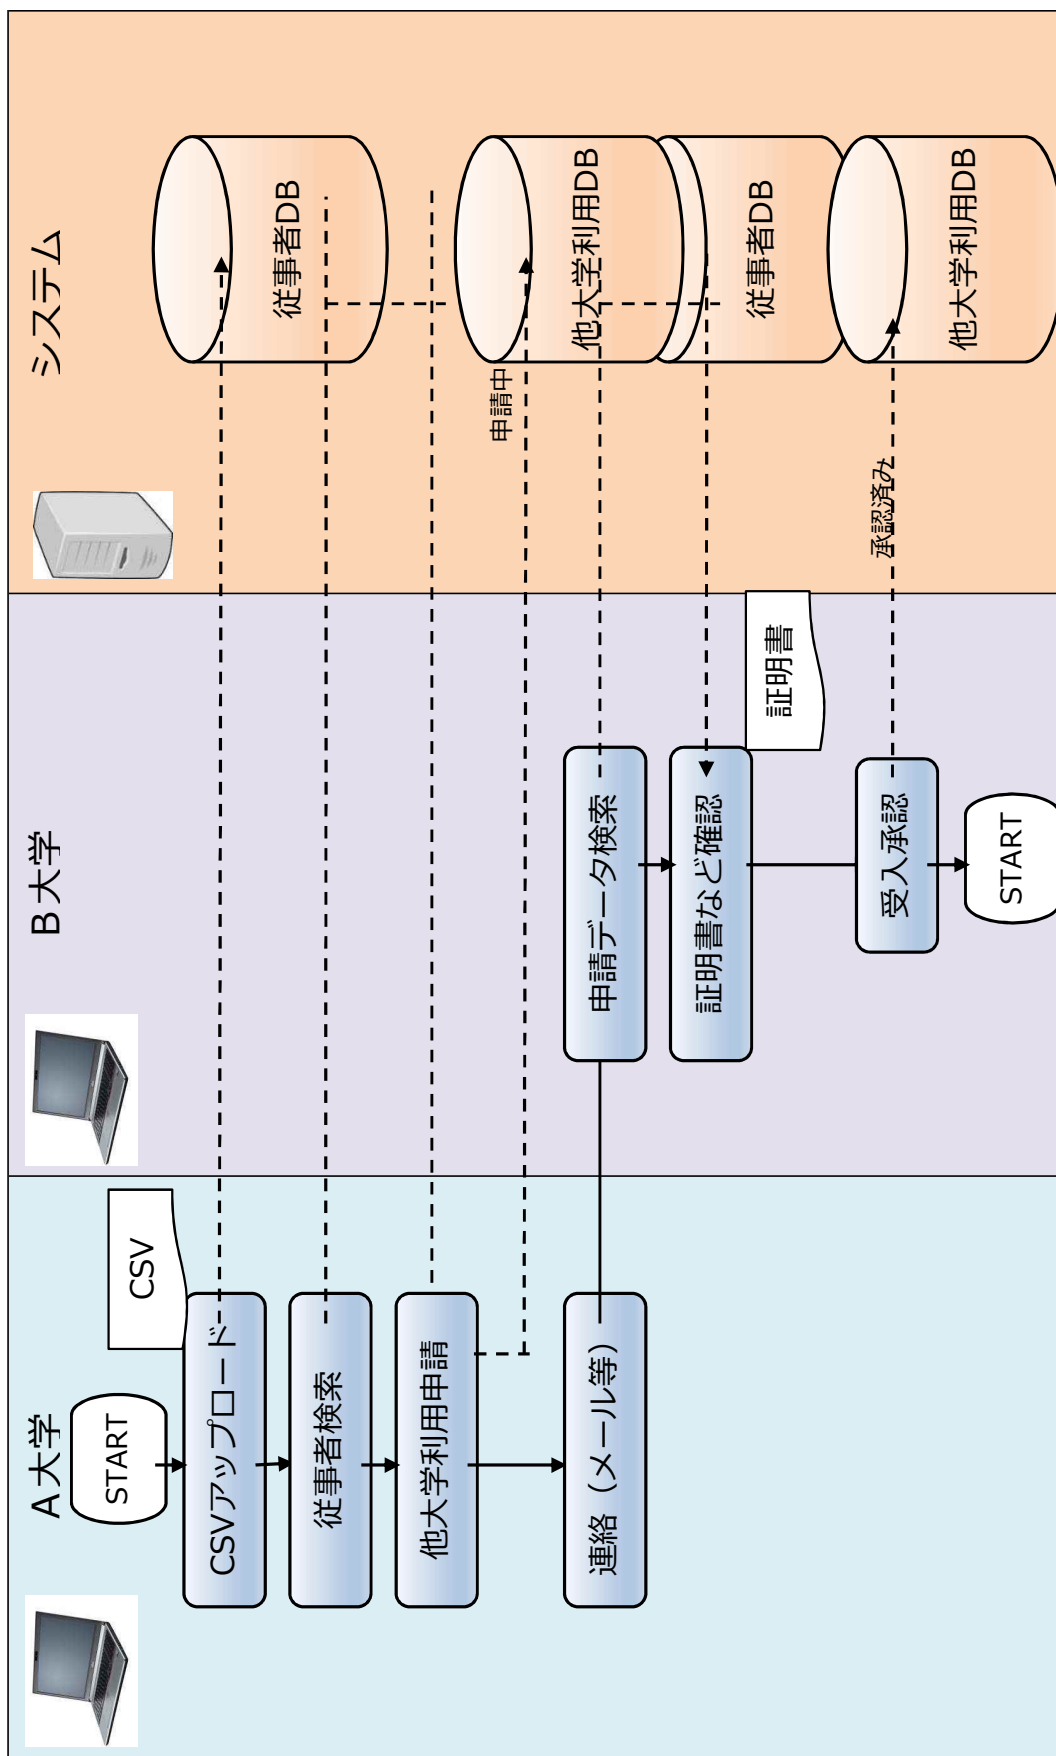 A大学
B大学
システム
START
CSV
CSVアップロード
従事者DB
従事者検索
他大学利用申請
申請中
他大学利用DB
連絡（メール等）
申請データ検索
証明書など確認
証明書
従事者DB
受入承認
承認済み
他大学利用DB
START